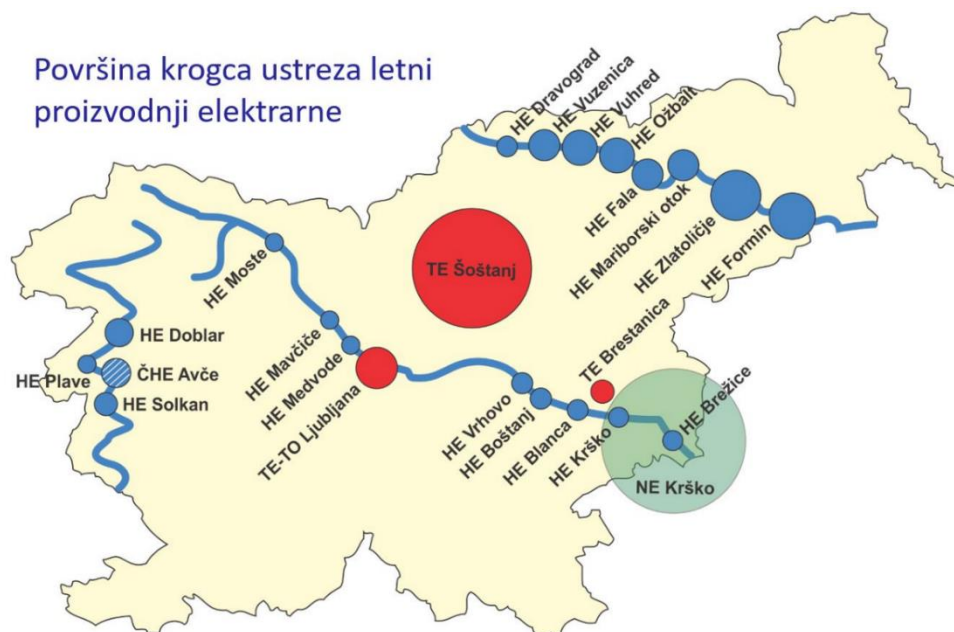 Površina krogca ustreza letni
proizvodnji elektrarne
HE Dravograd
HE Vuzenica
HE Vuhred
HE Ožbalt
HE Fala
HE Mariborski otok
HE Zlatoličje
HE Formin
TE Šoštanj
HE Moste
HE Doblar
HE Plave
ČHE Avče
HE Solkan
HE Mavčiče
HE Medvode
TE-TO Ljubljana
HE Vrhovo
HE Boštanj
HE Blanca
HE Krško
TE Brestanica
HE Brežice
NE Krško